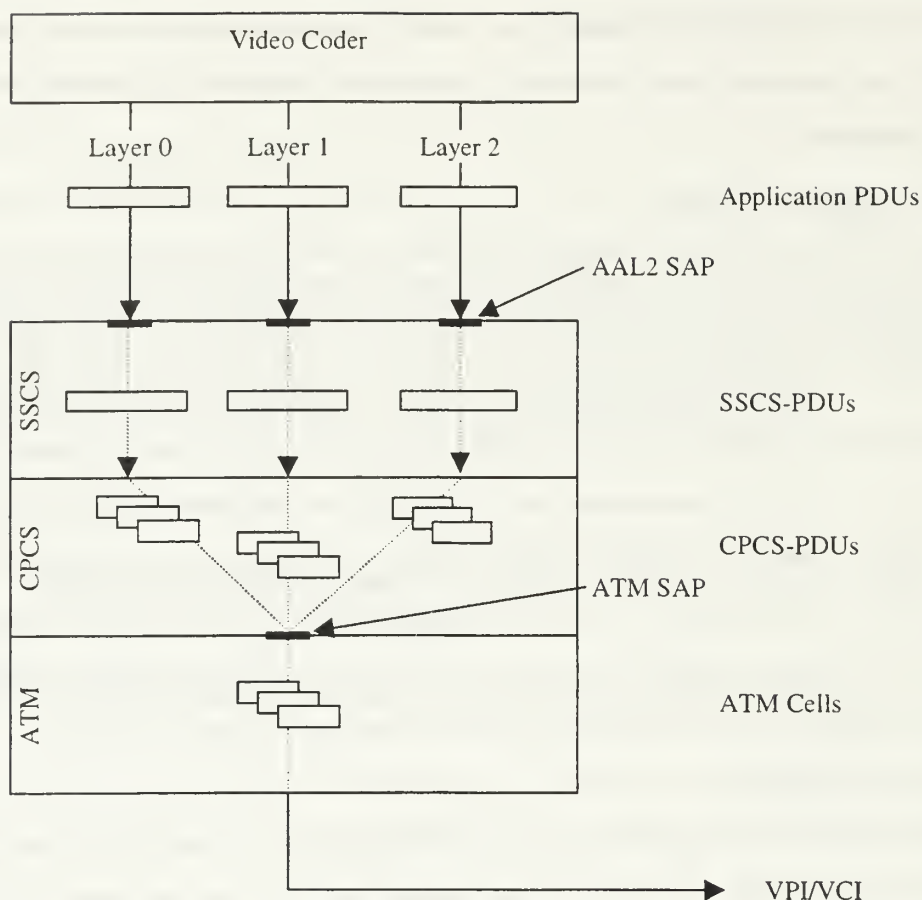 Video Coder
Layer 0 Layer 1 Layer 2
Application PDUs
AAL2 SAP
SSCS
SSCS-PDUs
CPCS
CPCS-PDUs
ATM SAP
ATM
ATM Cells
VPI/VCI